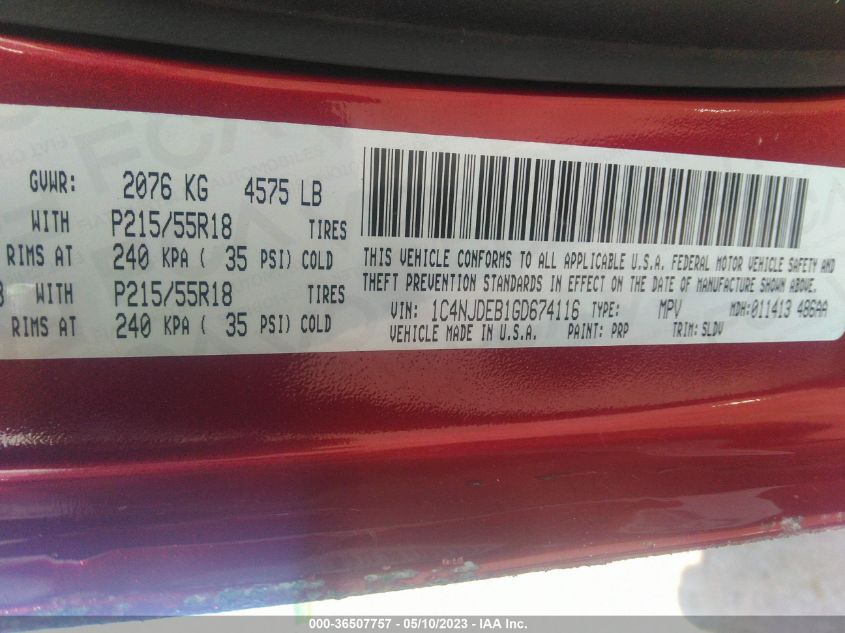 GVWR: 2076 KG 4575 LB
WITH P215/55R18 TIRES
RIMS AT 240 KPA ( 35 PSI) COLD
WITH P215/55R18 TIRES
RIMS AT 240 KPA ( 35 PSI) COLD
THIS VEHICLE CONFORMS TO ALL APPLICABLE U.S.A. FEDERAL MOTOR VEHICLE SAFETY AND
THEFT PREVENTION STANDARDS IN EFFECT ON THE DATE OF MANUFACTURE SHOWN ABOVE.
VIN: 1C4NJDEB1GD674116 TYPE: MPV MDH:011413 486AA
VEHICLE MADE IN U.S.A. PAINT: PRP TRIM: SLDV
000-36507757 - 05/10/2023 - IAA Inc.